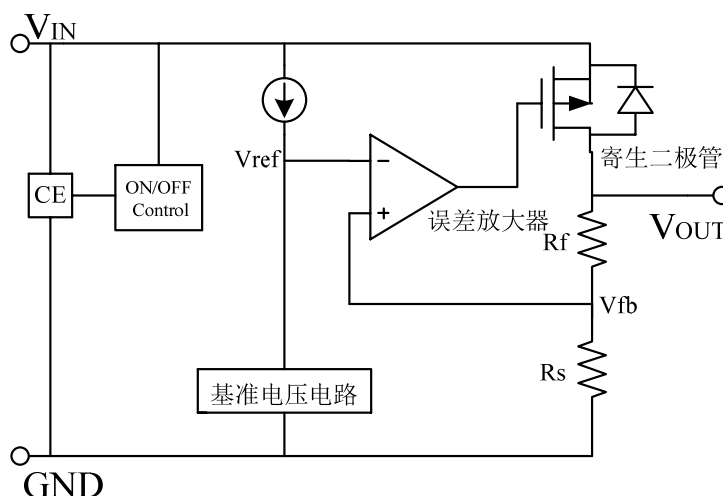 VIN
Vref
寄生二极管
CE
ON/OFF
Control
误差放大器
VOUT
Rf
Vfb
Rs
基准电压电路
GND